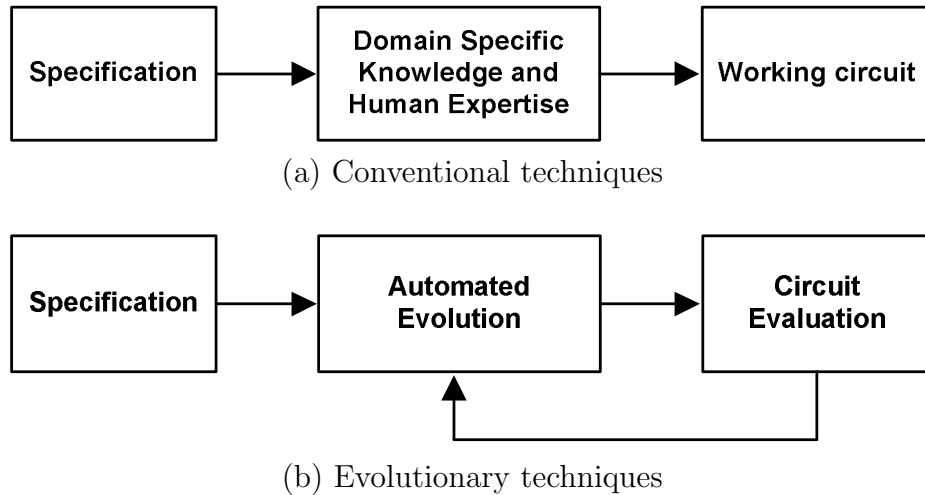 Specification
Domain Specific
Knowledge and
Human Expertise
Working circuit
(a) Conventional techniques
Specification
Automated
Evolution
Circuit
Evaluation
(b) Evolutionary techniques